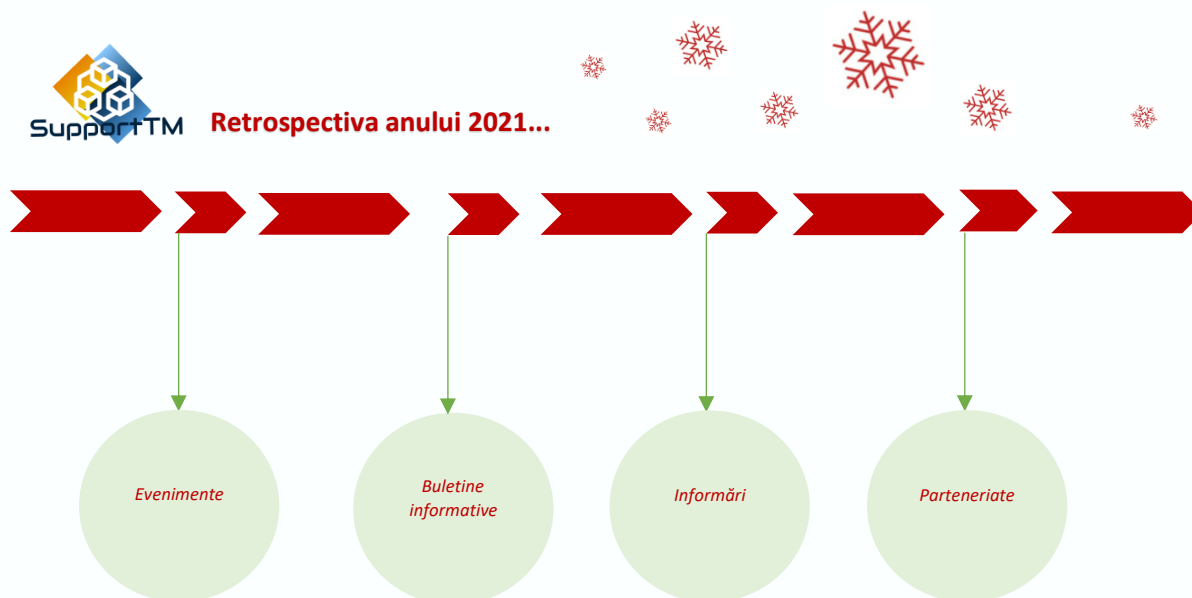 SupportTM
Retrospectiva anului 2021...
Evenimente
Buletine
informative
Informări
Parteneriate